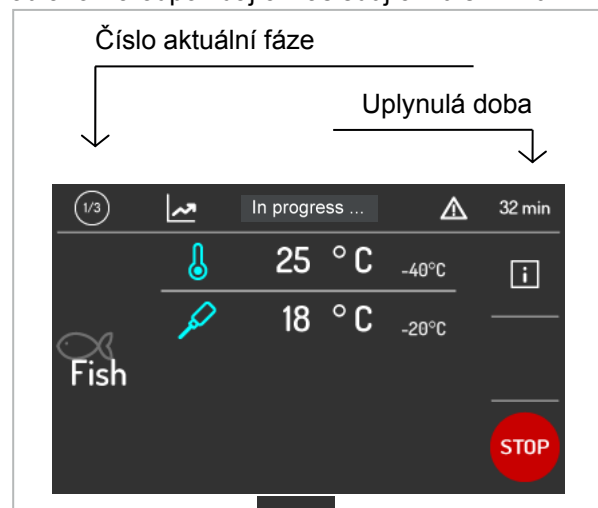 Číslo aktuální fáze
Uplynulá doba
1/3
In progress ...
32 min
25 °C
-40°C
i
18 °C
-20°C
Fish
STOP